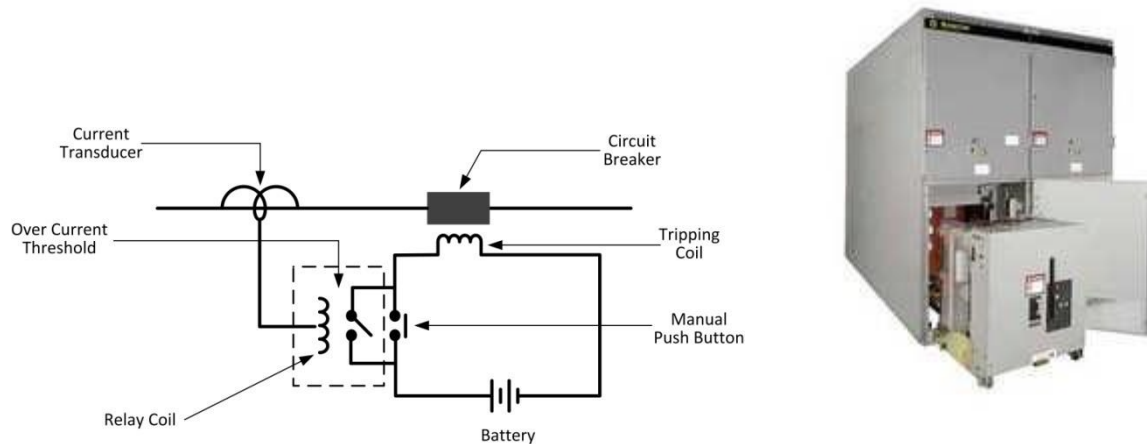 Current
Transducer
Circuit
Breaker
Over Current
Threshold
Tripping
Coil
Manual
Push Button
Relay Coil
Battery